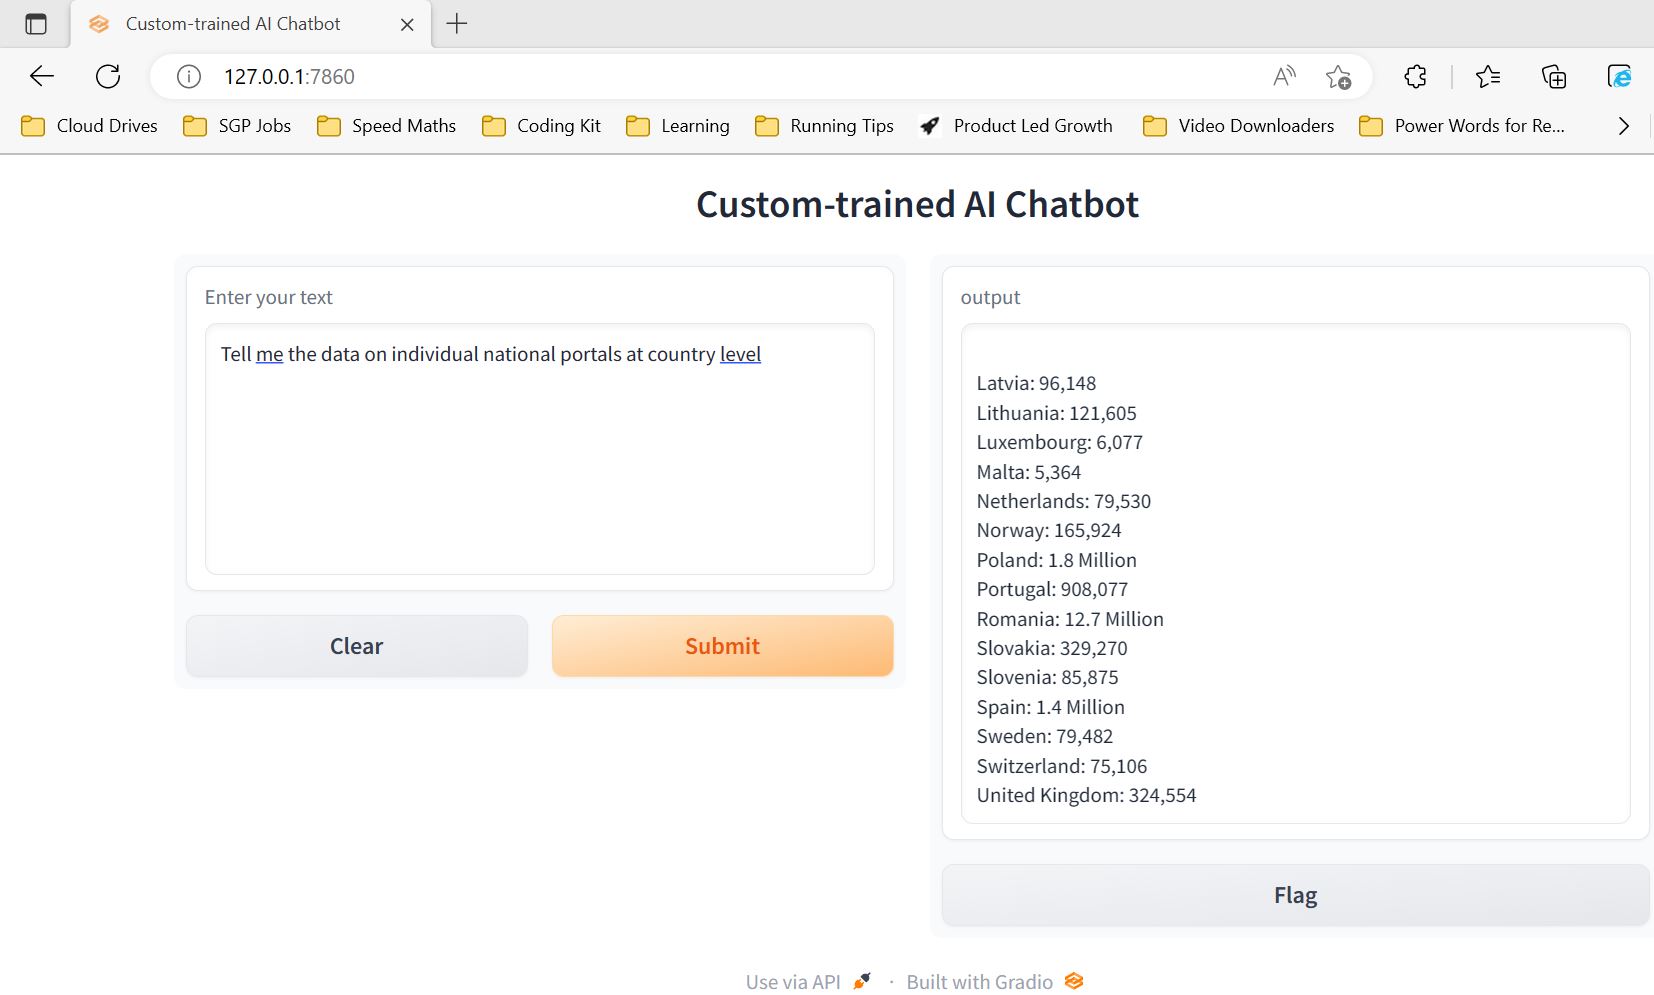 Custom-trained AI Chatbot
127.0.0.1:7860
Cloud Drives SGP Jobs Speed Maths Coding Kit Learning Running Tips Product Led Growth Video Downloaders Power Words for Re...
Custom-trained AI Chatbot
Enter your text
Tell me the data on individual national portals at country level
Clear
Submit
output
Latvia: 96,148
Lithuania: 121,605
Luxembourg: 6,077
Malta: 5,364
Netherlands: 79,530
Norway: 165,924
Poland: 1.8 Million
Portugal: 908,077
Romania: 12.7 Million
Slovakia: 329,270
Slovenia: 85,875
Spain: 1.4 Million
Sweden: 79,482
Switzerland: 75,106
United Kingdom: 324,554
Flag
Use via API · Built with Gradio